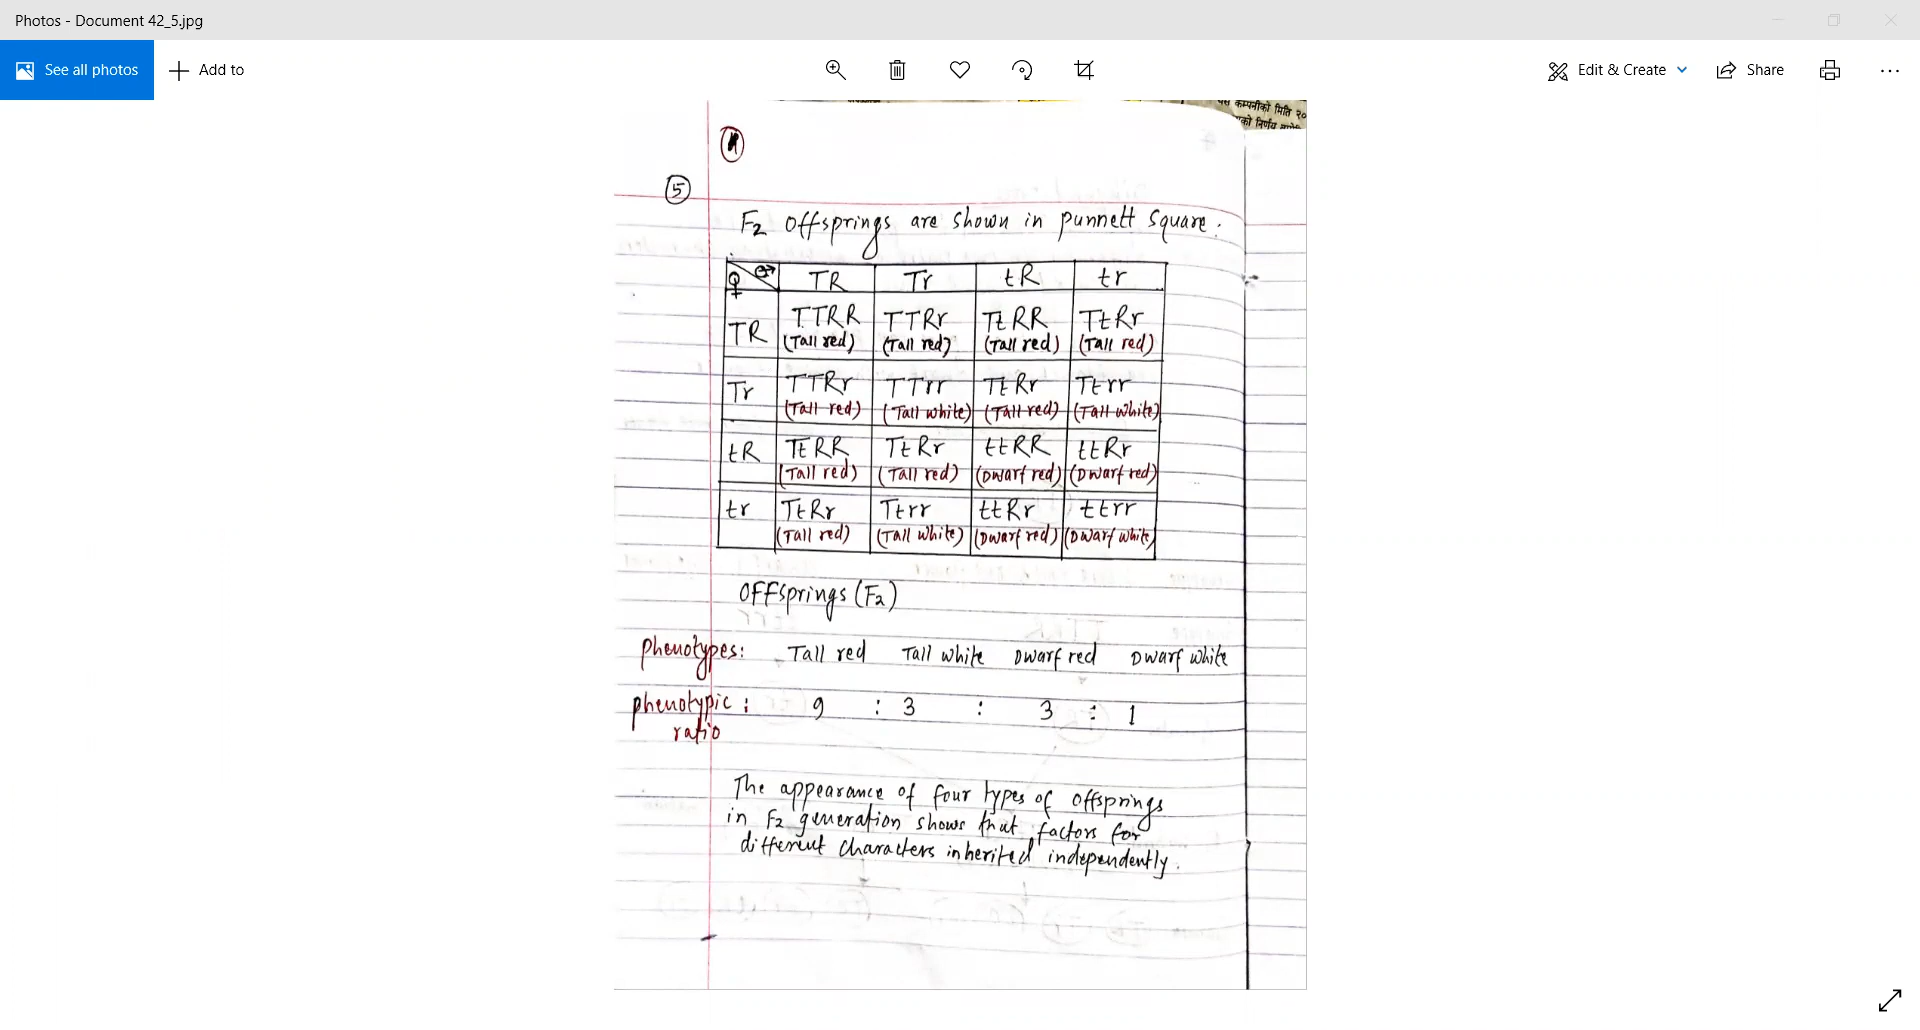 Photos - Document 42_5.jpg
See all photos
Add to
Edit & Create
Share
यस कम्पनीको मिति २०
को निर्णय
5
F2 offsprings are shown in punnett square.
♀ ♂ TR Tr tR tr
TR TTRR TTRr TtRR TtRr
(Tall red) (Tall red) (Tall red) (Tall red)
Tr TTRr TTrr TtRr Ttrr
(Tall red) (Tall white) (Tall red) (Tall white)
tR TtRR TtRr ttRR ttRr
(Tall red) (Tall red) (Dwarf red) (Dwarf red)
tr TtRr Ttrr ttRr ttrr
(Tall red) (Tall white) (Dwarf red) (Dwarf white)
OFFsprings (F2)
phenotypes: Tall red Tall white Dwarf red Dwarf white
phenotypic : 9 : 3 : 3 : 1
ratio
The appearance of four types of offsprings
in F2 generation shows that factors for
different characters inherited independently.